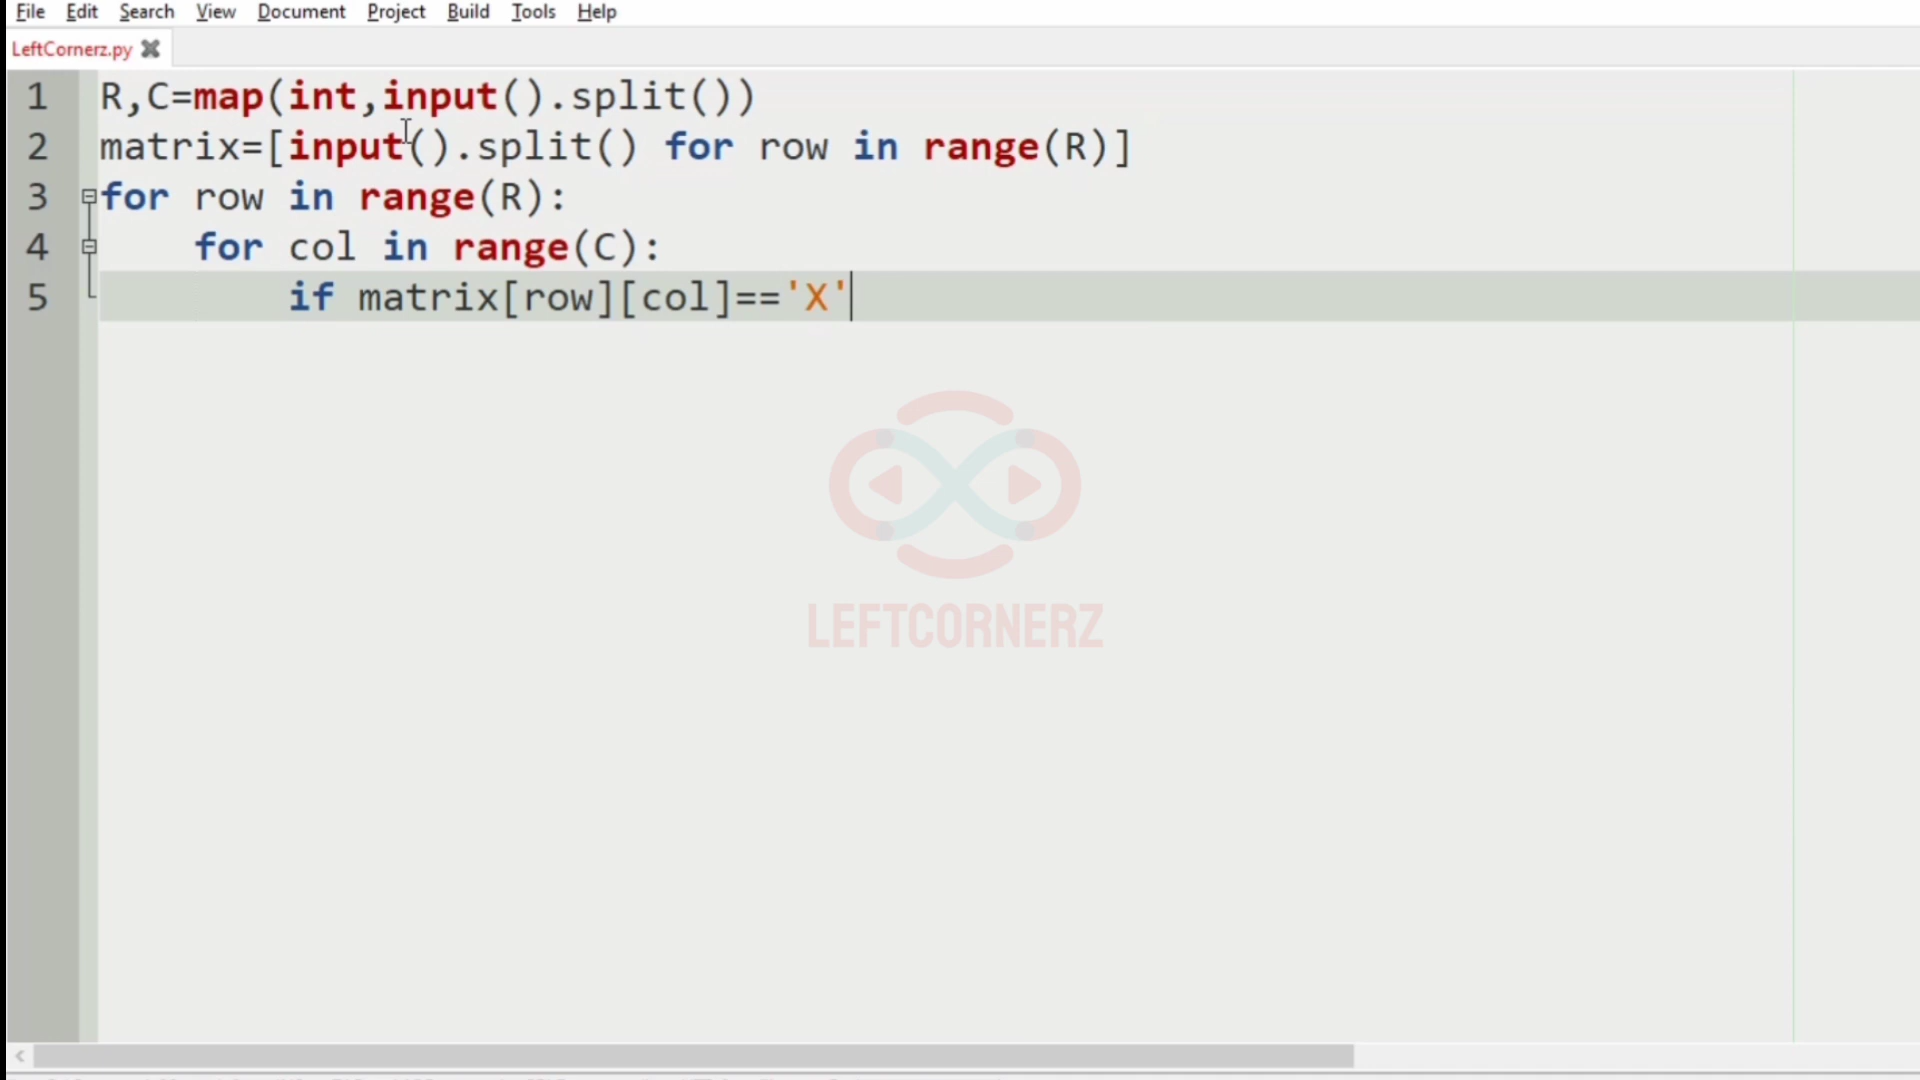 File Edit Search View Document Project Build Tools Help
LeftCornerz.py
1 R,C=map(int,input().split())
2 matrix=[input().split() for row in range(R)]
3 for row in range(R):
4     for col in range(C):
5         if matrix[row][col]=='X'
LEFTCORNERZ